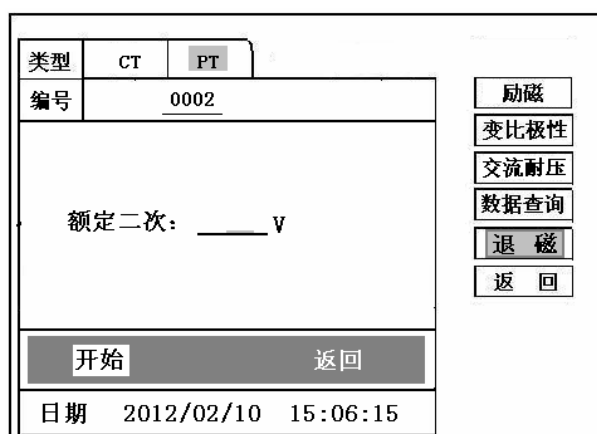 类型 CT PT
编号 0002
额定二次： ____V
开始 返回
日期 2012/02/10 15:06:15
励磁
变比极性
交流耐压
数据查询
退 磁
返 回